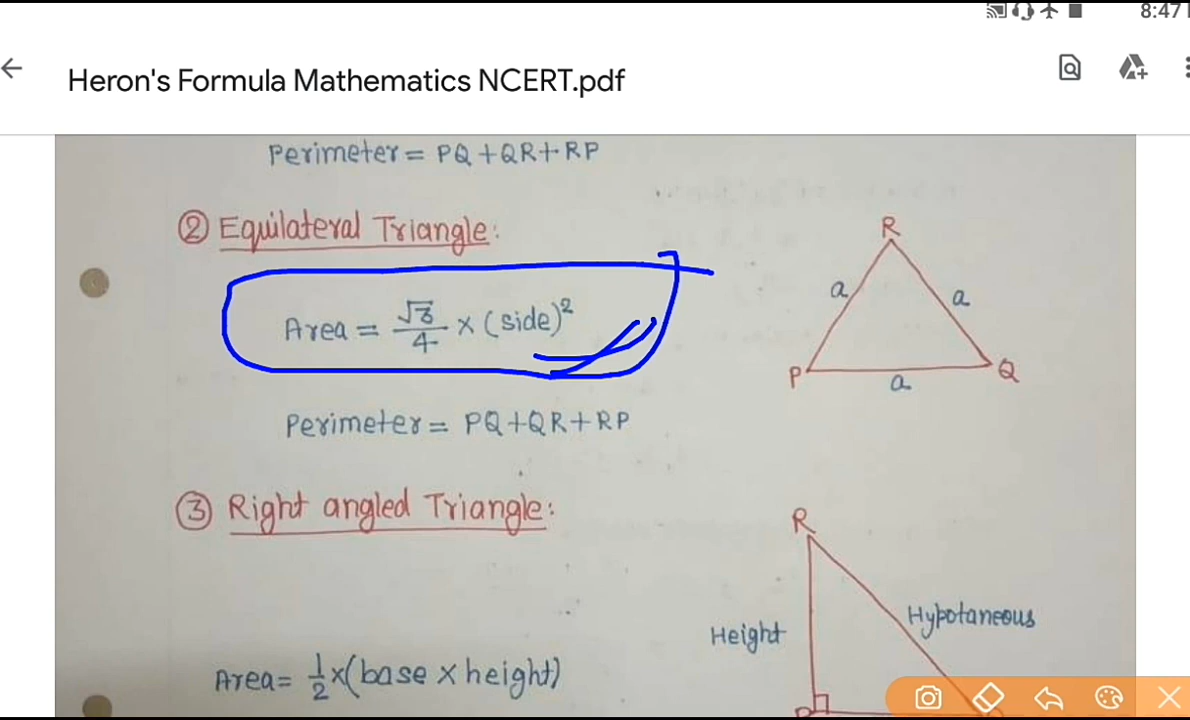 8:47
Heron's Formula Mathematics NCERT.pdf
Perimeter = PQ + QR + RP
② Equilateral Triangle:
Area = √3/4 × (side)²
R
a
a
P
Q
a
Perimeter = PQ + QR + RP
③ Right angled Triangle:
R
Height
Hypotaneous
Area = 1/2 × (base × height)